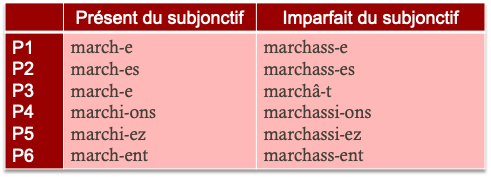 Présent du subjonctif Imparfait du subjonctif
P1 march-e marchass-e
P2 march-es marchass-es
P3 march-e marchâ-t
P4 marchi-ons marchassi-ons
P5 marchi-ez marchassi-ez
P6 march-ent marchass-ent